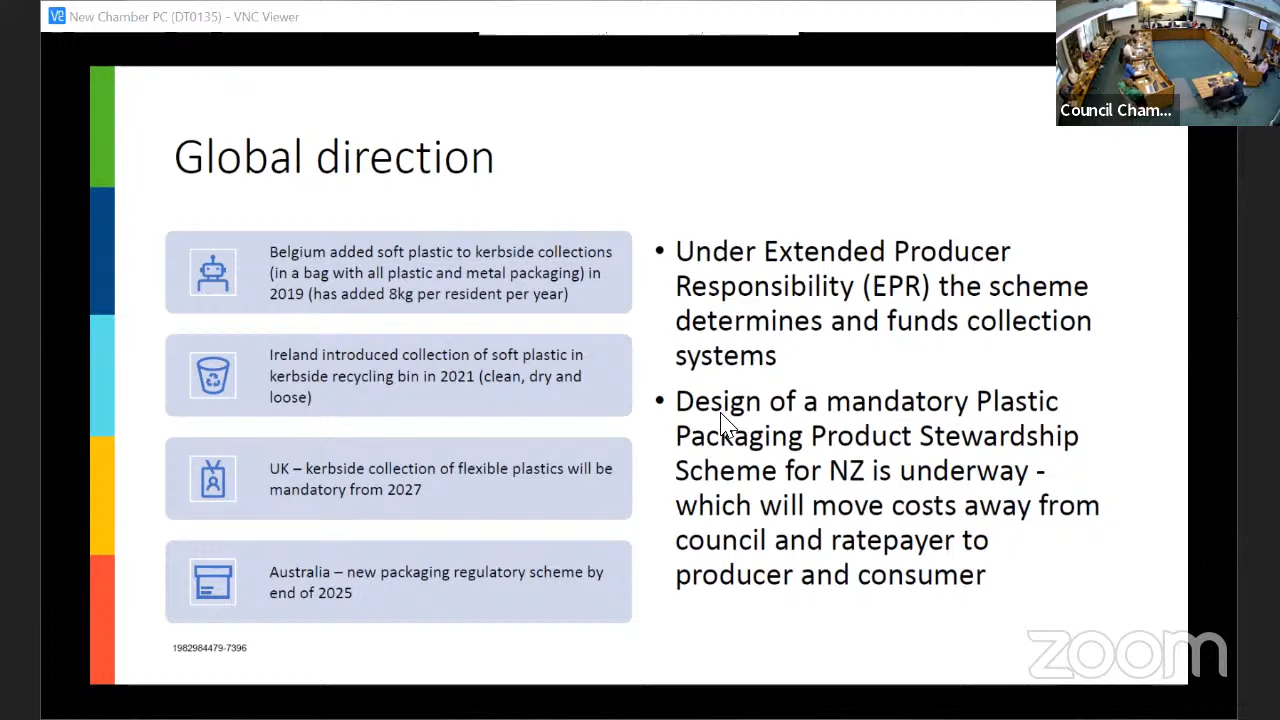 New Chamber PC (DT0135) - VNC Viewer
Council Cham...
Global direction
Belgium added soft plastic to kerbside collections
(in a bag with all plastic and metal packaging) in
2019 (has added 8kg per resident per year)
Ireland introduced collection of soft plastic in
kerbside recycling bin in 2021 (clean, dry and
loose)
UK – kerbside collection of flexible plastics will be
mandatory from 2027
Australia – new packaging regulatory scheme by
end of 2025
• Under Extended Producer
Responsibility (EPR) the scheme
determines and funds collection
systems
• Design of a mandatory Plastic
Packaging Product Stewardship
Scheme for NZ is underway -
which will move costs away from
council and ratepayer to
producer and consumer
1982984479-7396
zoom